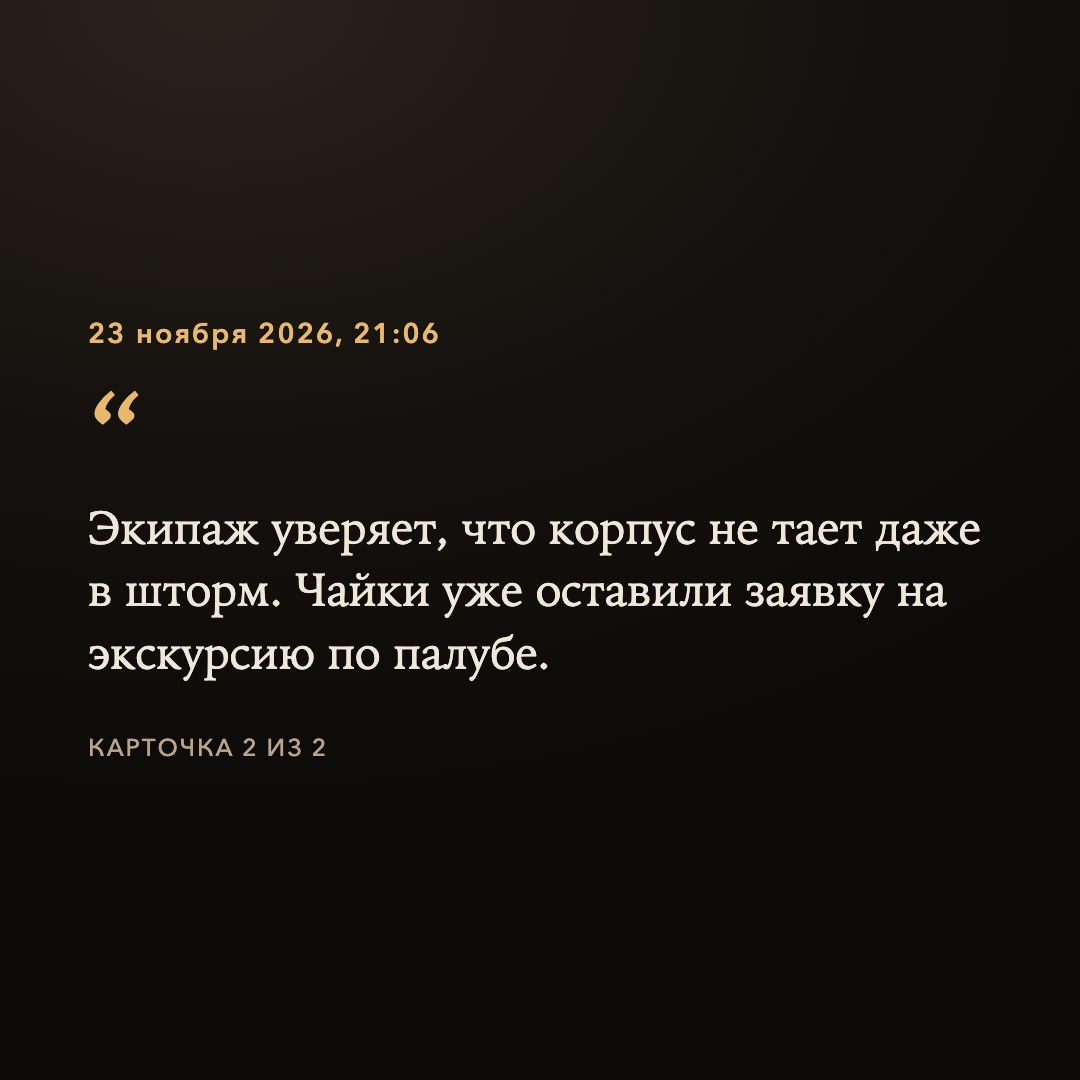 23 ноября 2026, 21:06
“
Экипаж уверяет, что корпус не тает даже
в шторм. Чайки уже оставили заявку на
экскурсию по палубе.
КАРТОЧКА 2 ИЗ 2